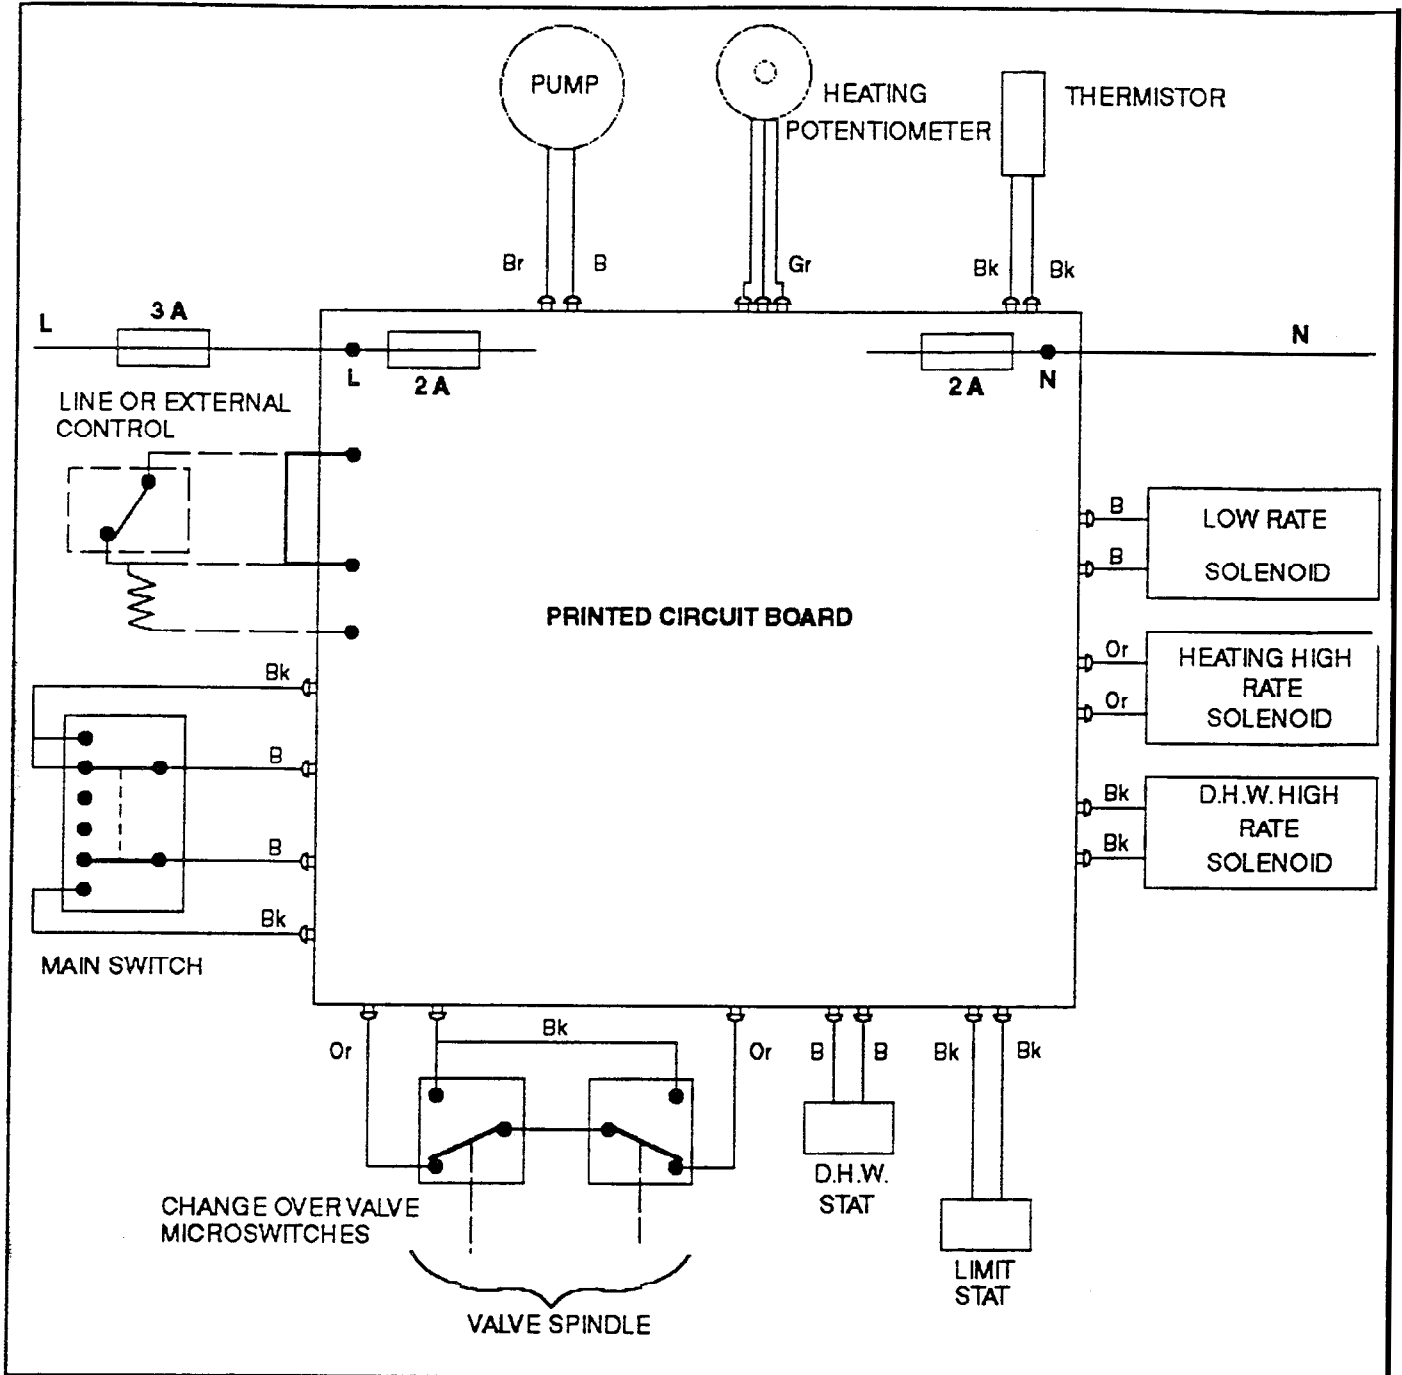 PUMP
HEATING
POTENTIOMETER
THERMISTOR
Br
B
Gr
Bk
Bk
L
3 A
L
2 A
2 A
N
N
LINE OR EXTERNAL
CONTROL
B
B
LOW RATE
SOLENOID
PRINTED CIRCUIT BOARD
Or
Or
HEATING HIGH
RATE
SOLENOID
Bk
B
B
Bk
MAIN SWITCH
Bk
Bk
D.H.W. HIGH
RATE
SOLENOID
Or
Bk
Or
B
B
Bk
Bk
CHANGE OVER VALVE
MICROSWITCHES
D.H.W.
STAT
LIMIT
STAT
VALVE SPINDLE